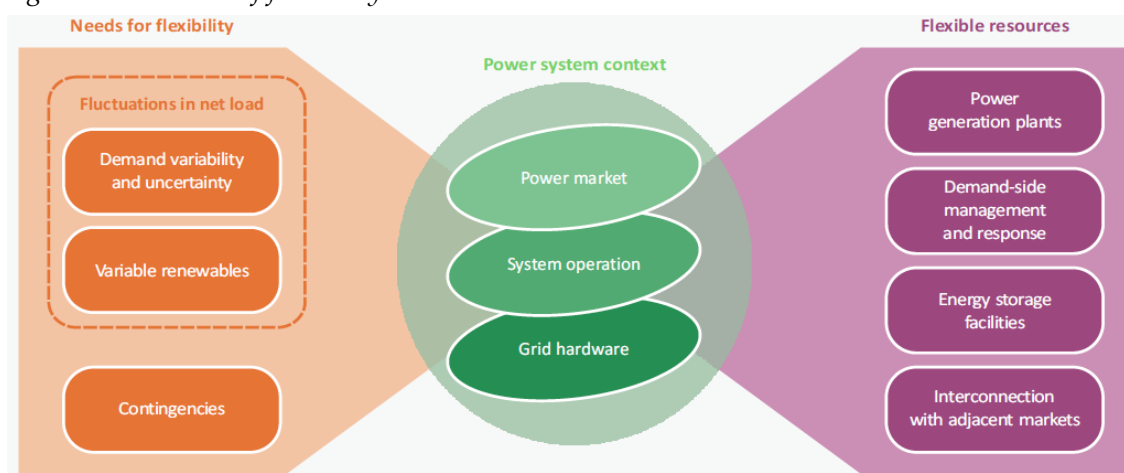 Needs for flexibility
Fluctuations in net load
Demand variability
and uncertainty
Variable renewables
Contingencies
Power system context
Power market
System operation
Grid hardware
Flexible resources
Power
generation plants
Demand-side
management
and response
Energy storage
facilities
Interconnection
with adjacent markets